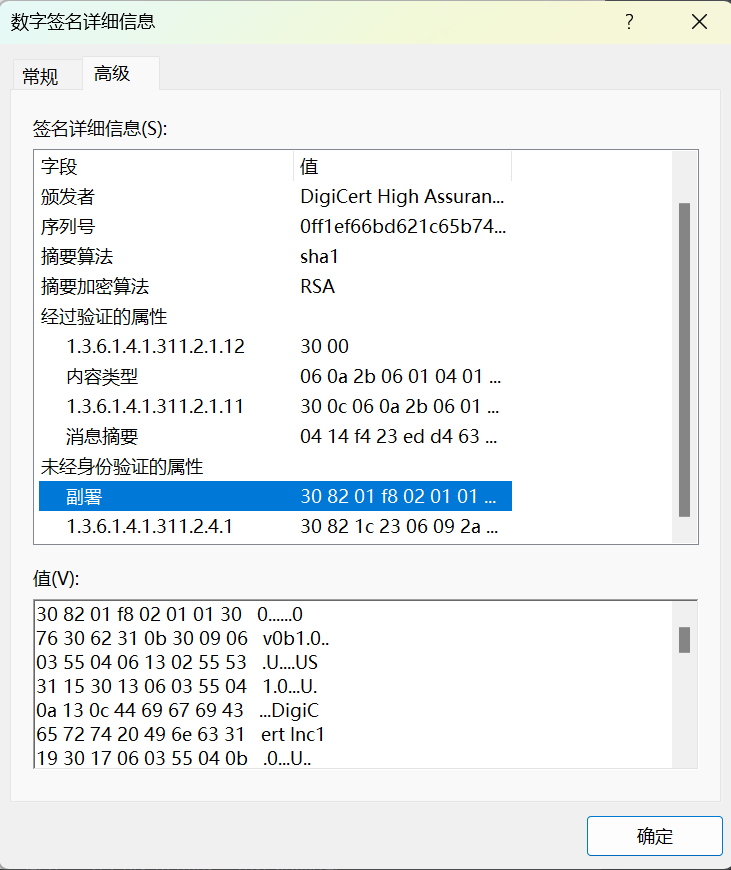 数字签名详细信息
常规 高级
签名详细信息(S):
字段 值
颁发者 DigiCert High Assuran...
序列号 0ff1ef66bd621c65b74...
摘要算法 sha1
摘要加密算法 RSA
经过验证的属性
1.3.6.1.4.1.311.2.1.12 30 00
内容类型 06 0a 2b 06 01 04 01 ...
1.3.6.1.4.1.311.2.1.11 30 0c 06 0a 2b 06 01 ...
消息摘要 04 14 f4 23 ed d4 63 ...
未经身份验证的属性
副署 30 82 01 f8 02 01 01 ...
1.3.6.1.4.1.311.2.4.1 30 82 1c 23 06 09 2a ...
值(V):
30 82 01 f8 02 01 01 30 0......0
76 30 62 31 0b 30 09 06 v0b1.0..
03 55 04 06 13 02 55 53 .U....US
31 15 30 13 06 03 55 04 1.0...U.
0a 13 0c 44 69 67 69 43 ...DigiC
65 72 74 20 49 6e 63 31 ert Inc1
19 30 17 06 03 55 04 0b .0...U..
确定